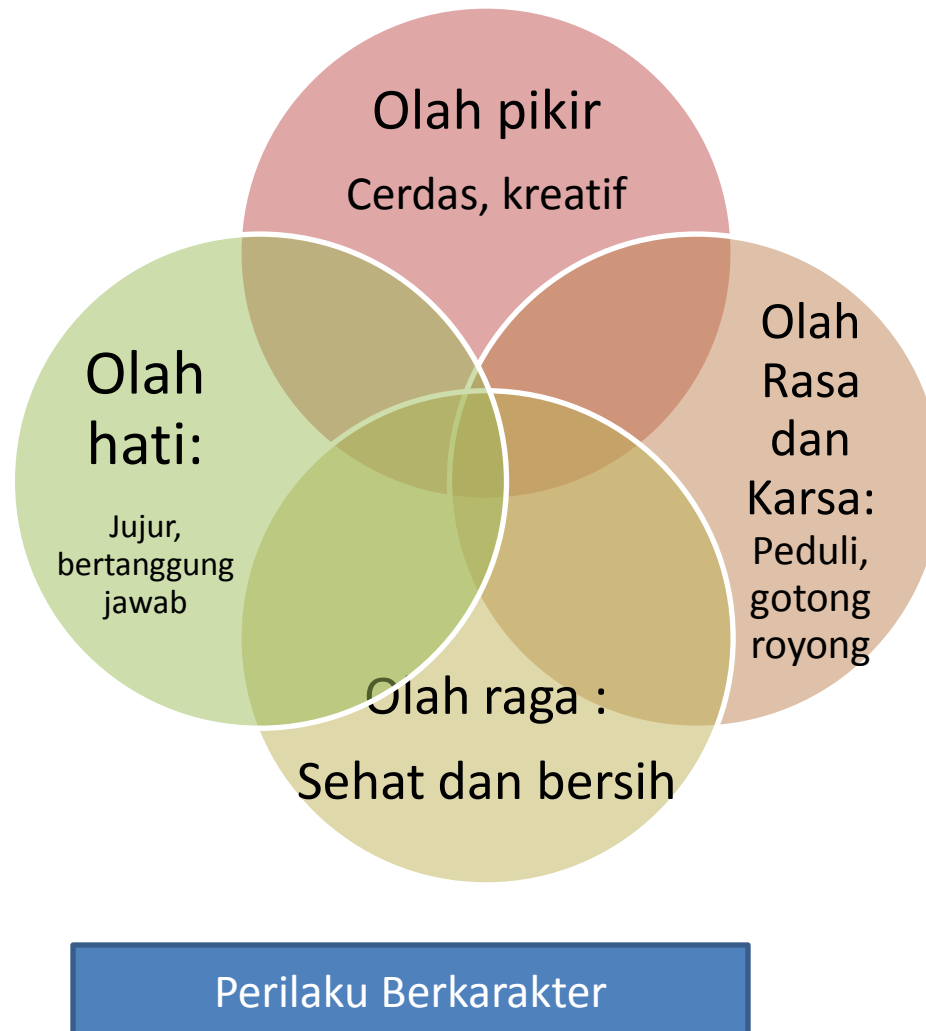 Olah pikir
Cerdas, kreatif
Olah
hati:
Jujur,
bertanggung
jawab
Olah
Rasa
dan
Karsa:
Peduli,
gotong
royong
Olah raga :
Sehat dan bersih
Perilaku Berkarakter